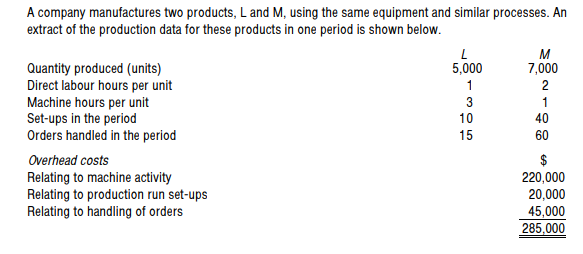 A company manufactures two products, L and M, using the same equipment and similar processes. An
extract of the production data for these products in one period is shown below.
L M
Quantity produced (units) 5,000 7,000
Direct labour hours per unit 1 2
Machine hours per unit 3 1
Set-ups in the period 10 40
Orders handled in the period 15 60
Overhead costs $
Relating to machine activity 220,000
Relating to production run set-ups 20,000
Relating to handling of orders 45,000
285,000